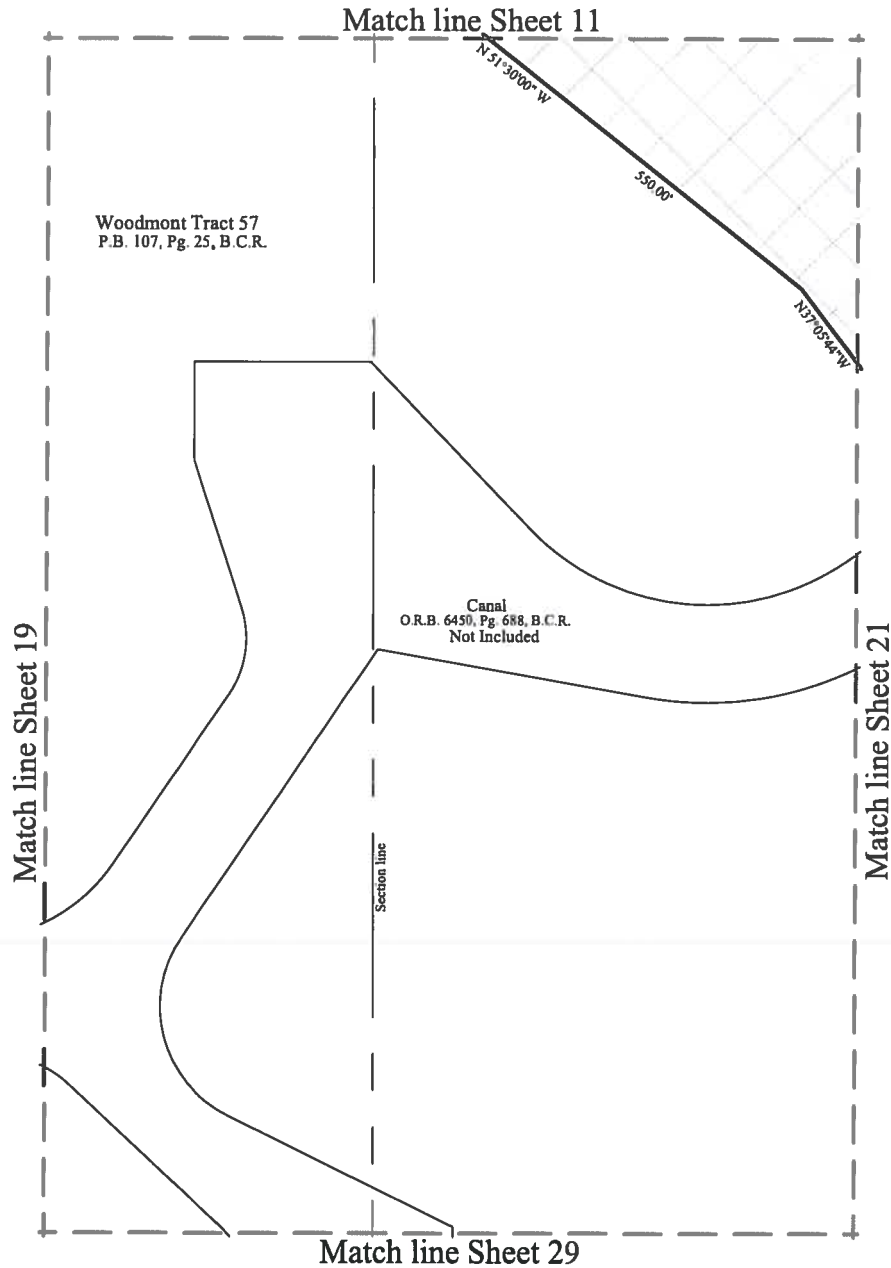 Match line Sheet 11
N 51°30'00" W
550.00'
Woodmont Tract 57
P.B. 107, Pg. 25, B.C.R.
N37°05'44"W
Canal
O.R.B. 6450, Pg. 688, B.C.R.
Not Included
Match line Sheet 19
Match line Sheet 21
Section line
Match line Sheet 29